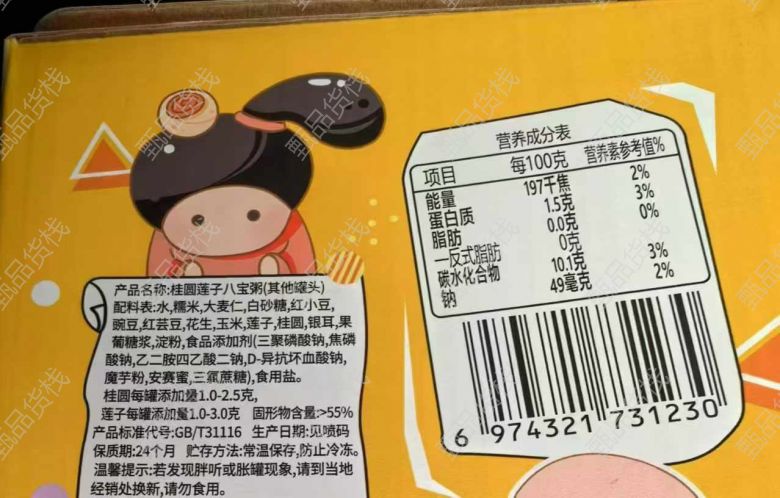 产品名称:桂圆莲子八宝粥(其他罐头)
配料表:水,糯米,大麦仁,白砂糖,红小豆,
豌豆,红芸豆,花生,玉米,莲子,桂圆,银耳,果
葡糖浆,淀粉,食品添加剂(三聚磷酸钠,焦磷
酸钠,乙二胺四乙酸二钠,D-异抗坏血酸钠,
魔芋粉,安赛蜜,三氯蔗糖),食用盐。
桂圆每罐添加量1.0-2.5克,
莲子每罐添加量1.0-3.0克 固形物含量:>55%
产品标准代号:GB/T31116 生产日期:见喷码
保质期:24个月 贮存方法:常温保存,防止冷冻。
温馨提示:若发现胖听或胀罐现象,请到当地
经销处换新,请勿食用。
营养成分表
项目 每100克 营养素参考值%
能量 197千焦 2%
蛋白质 1.5克 3%
脂肪 0.0克 0%
一反式脂肪 0克
碳水化合物 10.1克 3%
钠 49毫克 2%
6 974321 731230
甄品货栈